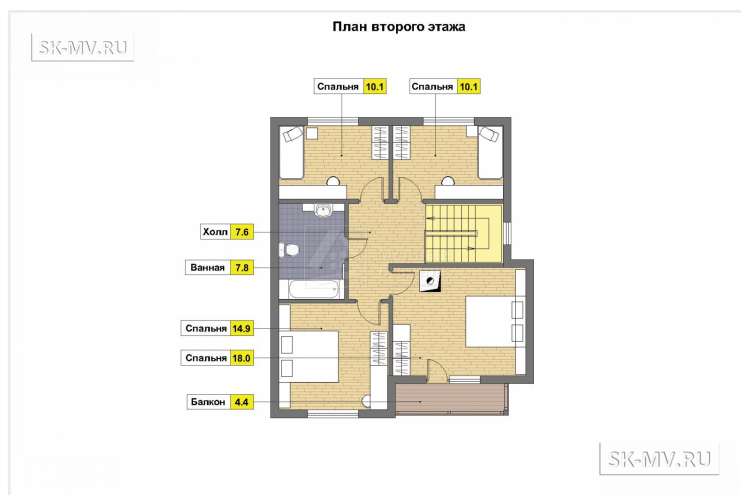 План второго этажа
SK-MV.RU
Спальня 10.1
Спальня 10.1
Холл 7.6
Ванная 7.8
Спальня 14.9
Спальня 18.0
Балкон 4.4
SK-MV.RU